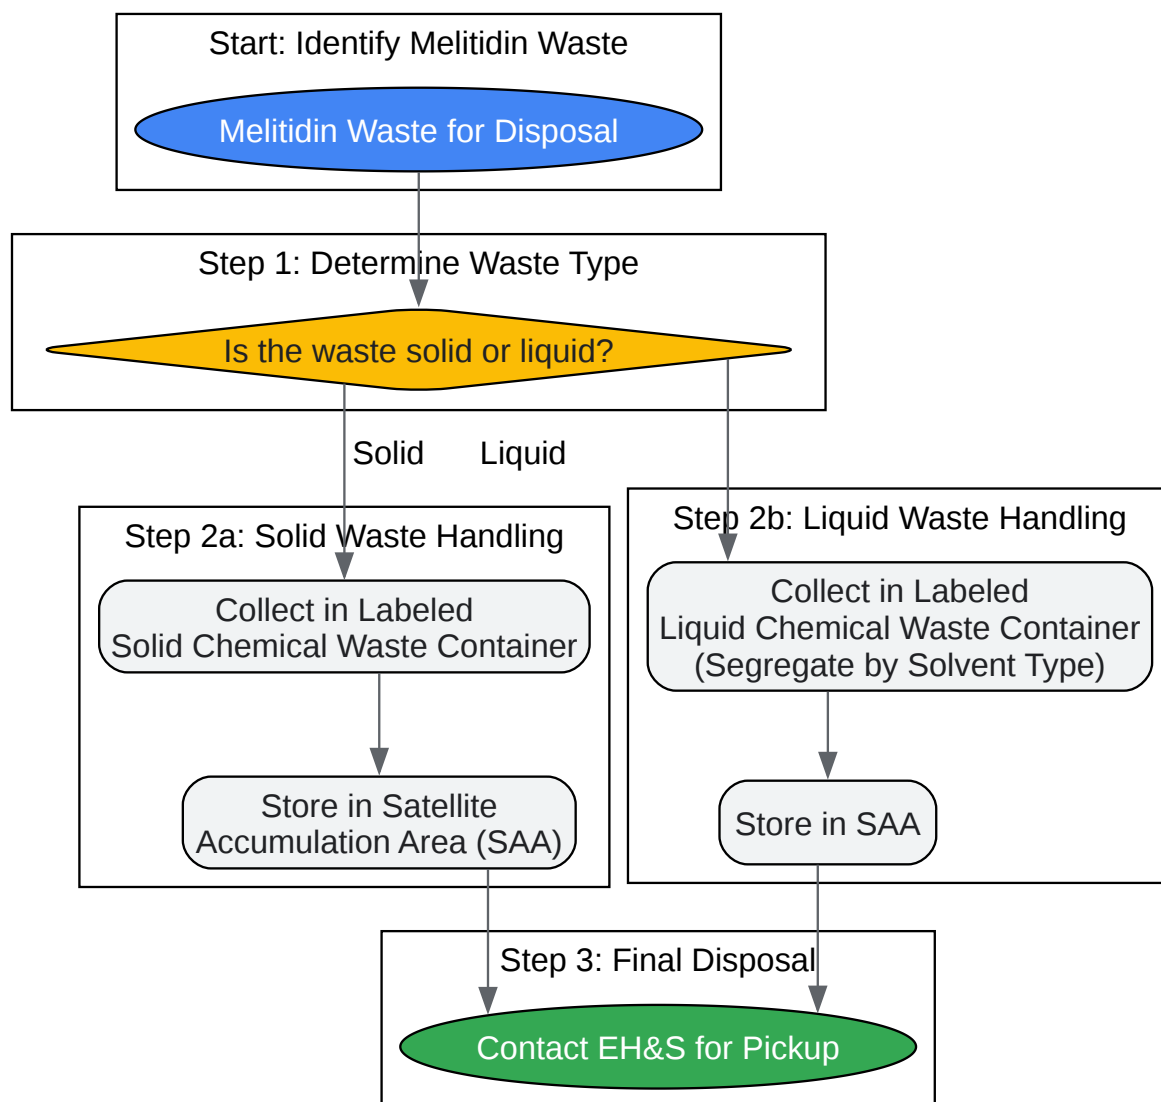 Start: Identify Melitidin Waste
Melitidin Waste for Disposal
Step 1: Determine Waste Type
Is the waste solid or liquid?
Solid
Liquid
Step 2a: Solid Waste Handling
Collect in Labeled
Solid Chemical Waste Container
Store in Satellite
Accumulation Area (SAA)
Step 2b: Liquid Waste Handling
Collect in Labeled
Liquid Chemical Waste Container
(Segregate by Solvent Type)
Store in SAA
Step 3: Final Disposal
Contact EH&S for Pickup